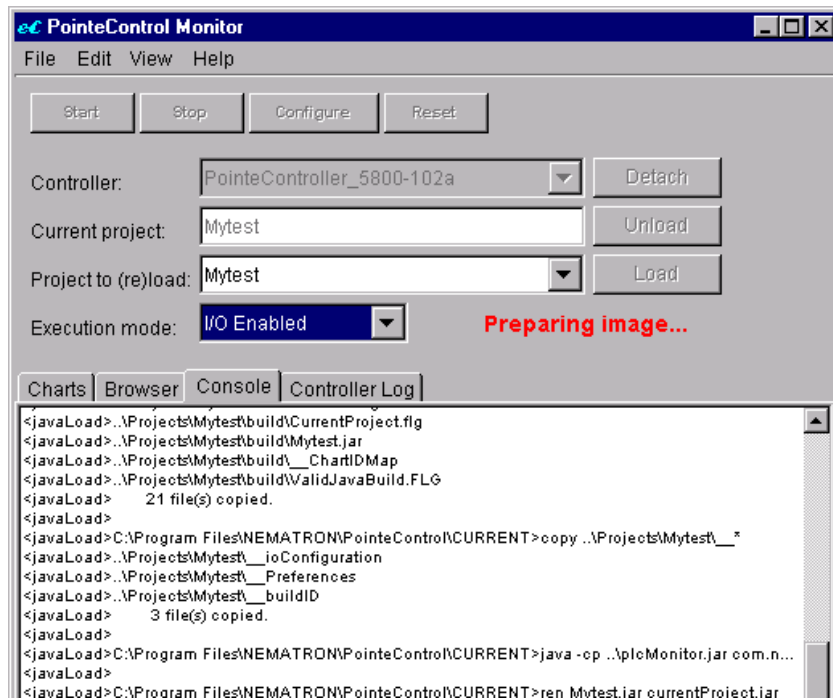 eC PointeControl Monitor
File Edit View Help
Start Stop Configure Reset
Controller: PointeController_5800-102a Detach
Current project: Mytest Unload
Project to (re)load: Mytest Load
Execution mode: I/O Enabled Preparing image...
Charts Browser Console Controller Log
<javaLoad>..\Projects\Mytest\build\CurrentProject.flg
<javaLoad>..\Projects\Mytest\build\Mytest.jar
<javaLoad>..\Projects\Mytest\build\__ChartIDMap
<javaLoad>..\Projects\Mytest\build\ValidJavaBuild.FLG
<javaLoad> 21 file(s) copied.
<javaLoad>
<javaLoad>C:\Program Files\NEMATRON\PointeControl\CURRENT>copy ..\Projects\Mytest\__*
<javaLoad>..\Projects\Mytest\__ioConfiguration
<javaLoad>..\Projects\Mytest\__Preferences
<javaLoad>..\Projects\Mytest\__buildID
<javaLoad> 3 file(s) copied.
<javaLoad>
<javaLoad>C:\Program Files\NEMATRON\PointeControl\CURRENT>java -cp ..\plcMonitor.jar com.n...
<javaLoad>
<javaLoad>C:\Program Files\NEMATRON\PointeControl\CURRENT>ren Mytest.jar currentProject.jar